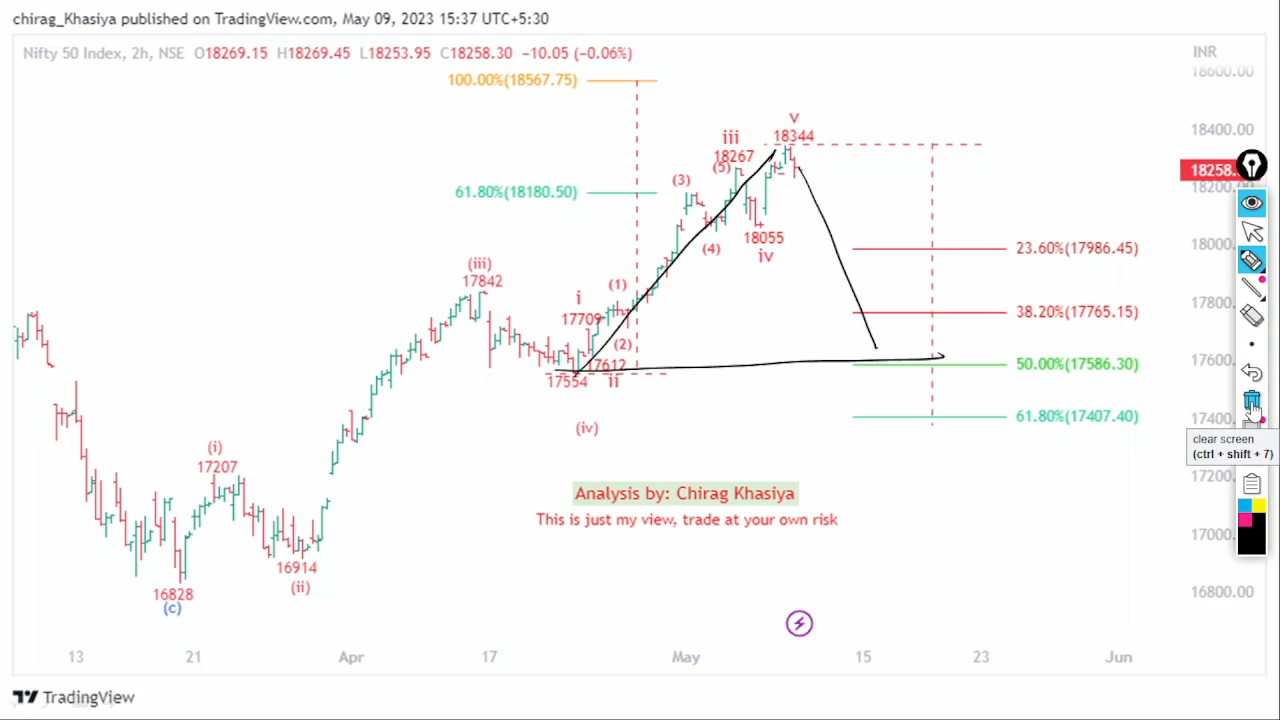 chirag_Khasiya published on TradingView.com, May 09, 2023 15:37 UTC+5:30
Nifty 50 Index, 2h, NSE O18269.15 H18269.45 L18253.95 C18258.30 −10.05 (−0.06%)
INR
18600.00
100.00%(18567.75)
v
18400.00
18344
iii
18267
(5)
18258.
(3)
61.80%(18180.50)
18200.
18055
(4)
iv
18000.
23.60%(17986.45)
(iii)
17842
(1)
i
17709
17800.
38.20%(17765.15)
(2)
17612
17600.
50.00%(17586.30)
17554
ii
17400.
61.80%(17407.40)
(iv)
clear screen
(ctrl + shift + 7)
(i)
17207
17200.
Analysis by: Chirag Khasiya
This is just my view, trade at your own risk
17000.
16914
(ii)
16828
(c)
16800.00
13 21 Apr 17 May 15 23 Jun
TradingView